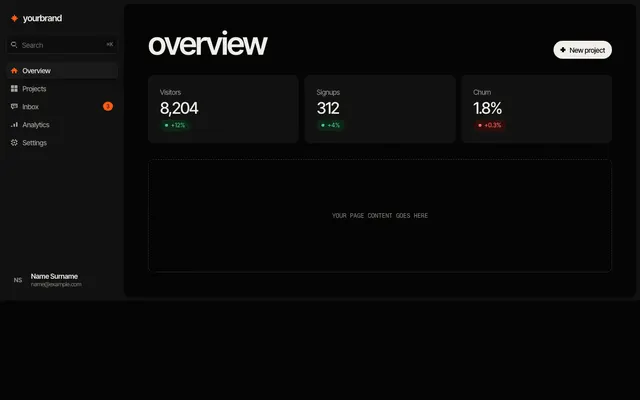 yourbrand
Search ⌘K
Overview
Projects
Inbox
Analytics
Settings
NS
Name Surname
name@example.com
overview
New project
Visitors
8,204
+12%
Signups
312
+4%
Churn
1.8%
+0.3%
YOUR PAGE CONTENT GOES HERE